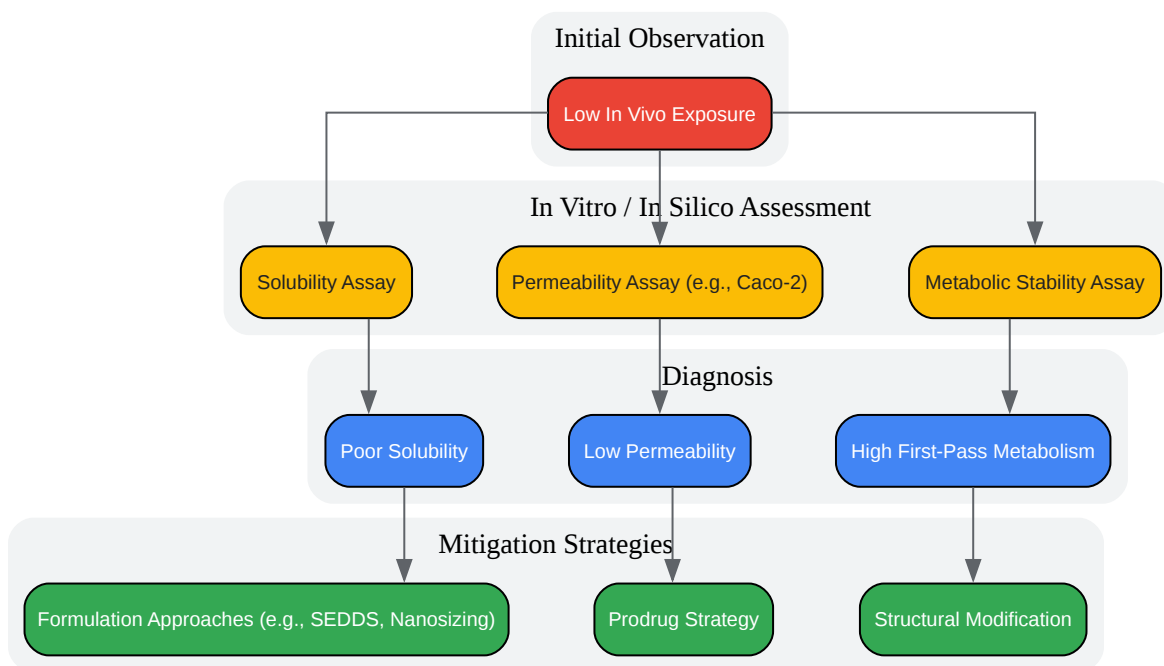 Initial Observation
Low In Vivo Exposure
In Vitro / In Silico Assessment
Solubility Assay
Permeability Assay (e.g., Caco-2)
Metabolic Stability Assay
Diagnosis
Poor Solubility
Low Permeability
High First-Pass Metabolism
Mitigation Strategies
Formulation Approaches (e.g., SEDDS, Nanosizing)
Prodrug Strategy
Structural Modification